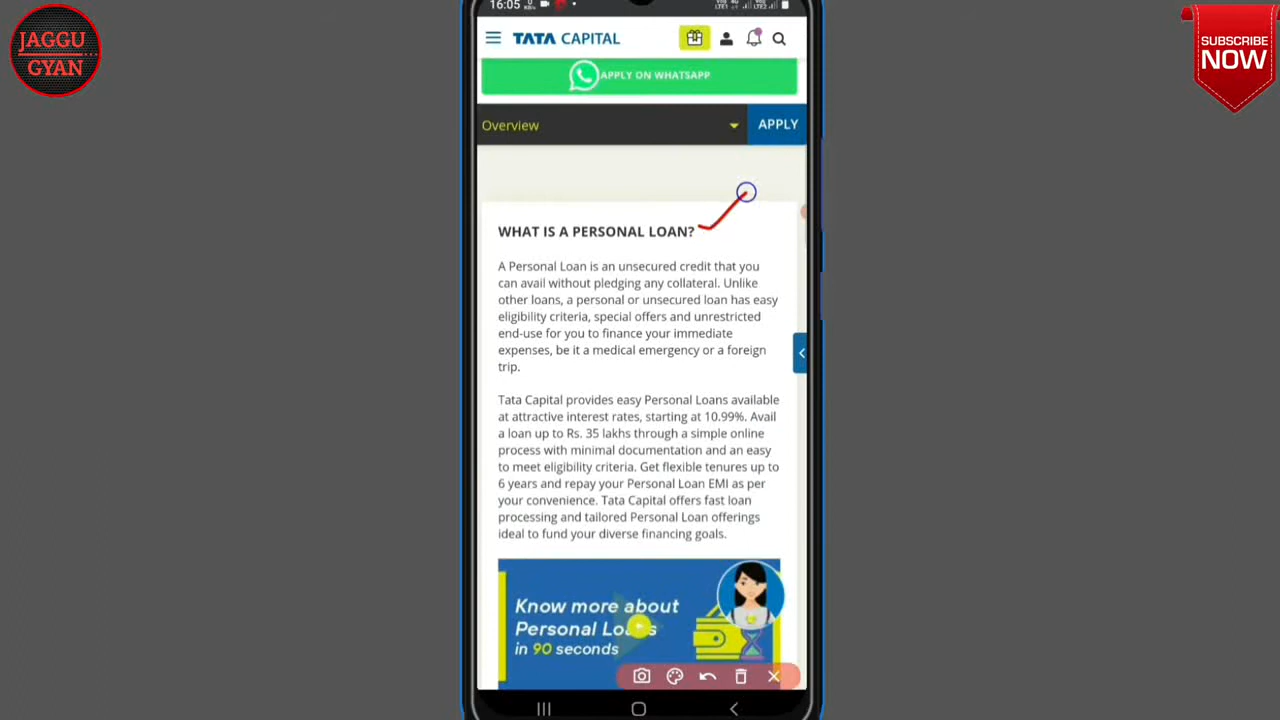 16:05
JAGGU
GYAN
SUBSCRIBE
NOW
TATA CAPITAL
APPLY ON WHATSAPP
Overview
APPLY
WHAT IS A PERSONAL LOAN?
A Personal Loan is an unsecured credit that you
can avail without pledging any collateral. Unlike
other loans, a personal or unsecured loan has easy
eligibility criteria, special offers and unrestricted
end-use for you to finance your immediate
expenses, be it a medical emergency or a foreign
trip.
Tata Capital provides easy Personal Loans available
at attractive interest rates, starting at 10.99%. Avail
a loan up to Rs. 35 lakhs through a simple online
process with minimal documentation and an easy
to meet eligibility criteria. Get flexible tenures up to
6 years and repay your Personal Loan EMI as per
your convenience. Tata Capital offers fast loan
processing and tailored Personal Loan offerings
ideal to fund your diverse financing goals.
Know more about
Personal Loans
in 90 seconds